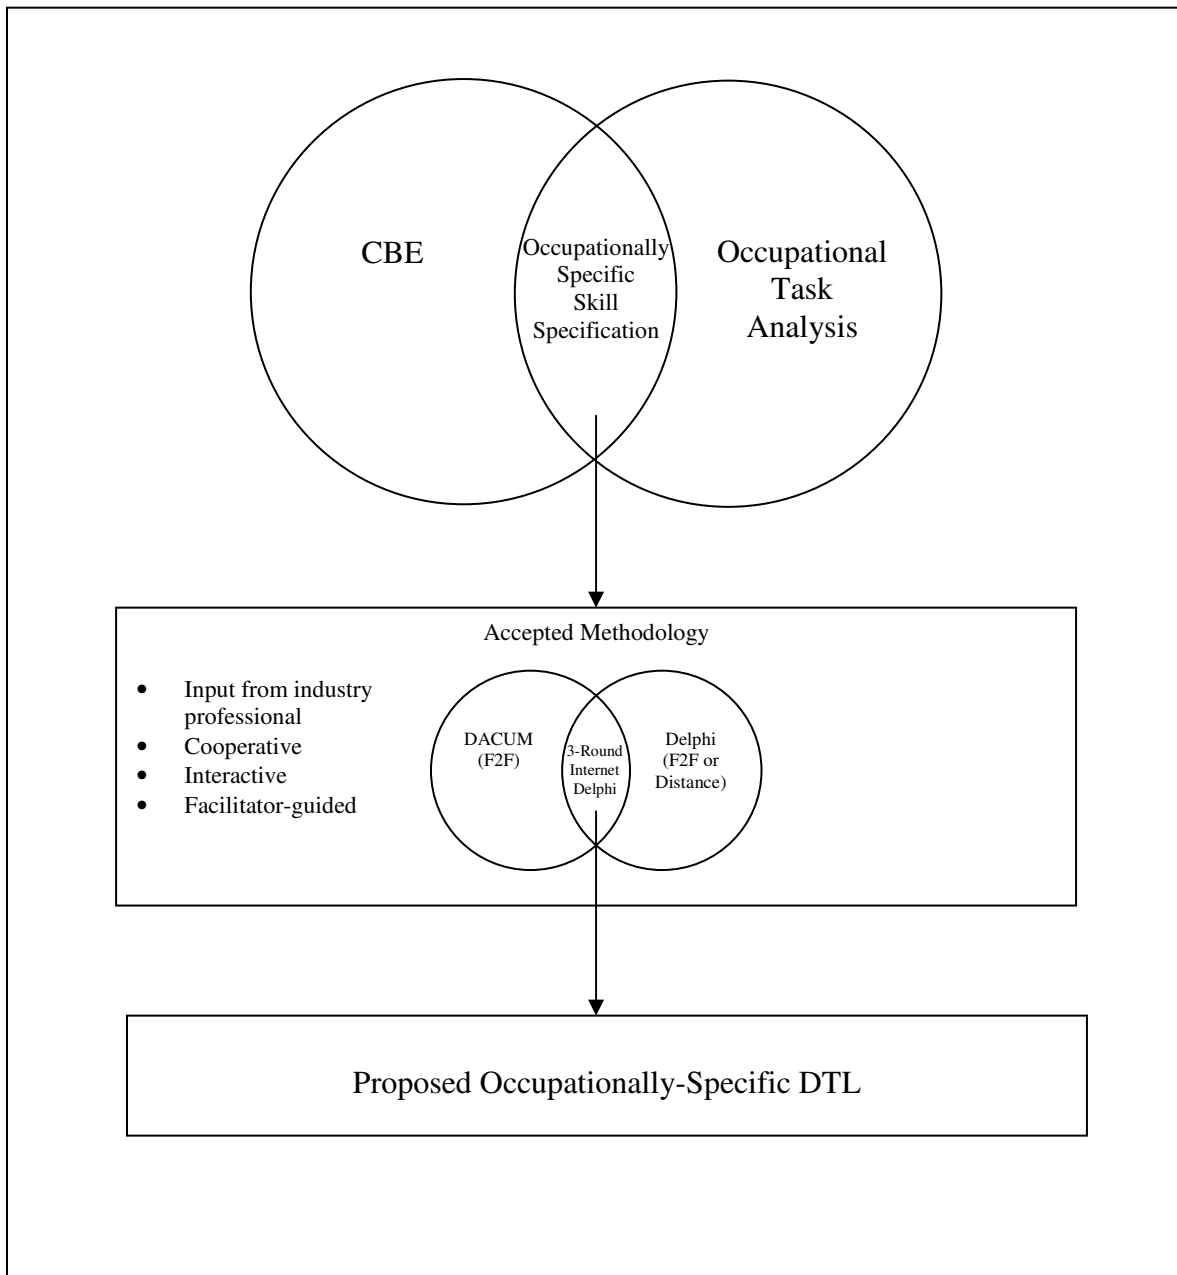 CBE
Occupationally
Specific
Skill
Specification
Occupational
Task
Analysis
Accepted Methodology
• Input from industry
professional
• Cooperative
• Interactive
• Facilitator-guided
DACUM
(F2F)
3-Round
Internet
Delphi
Delphi
(F2F or
Distance)
Proposed Occupationally-Specific DTL